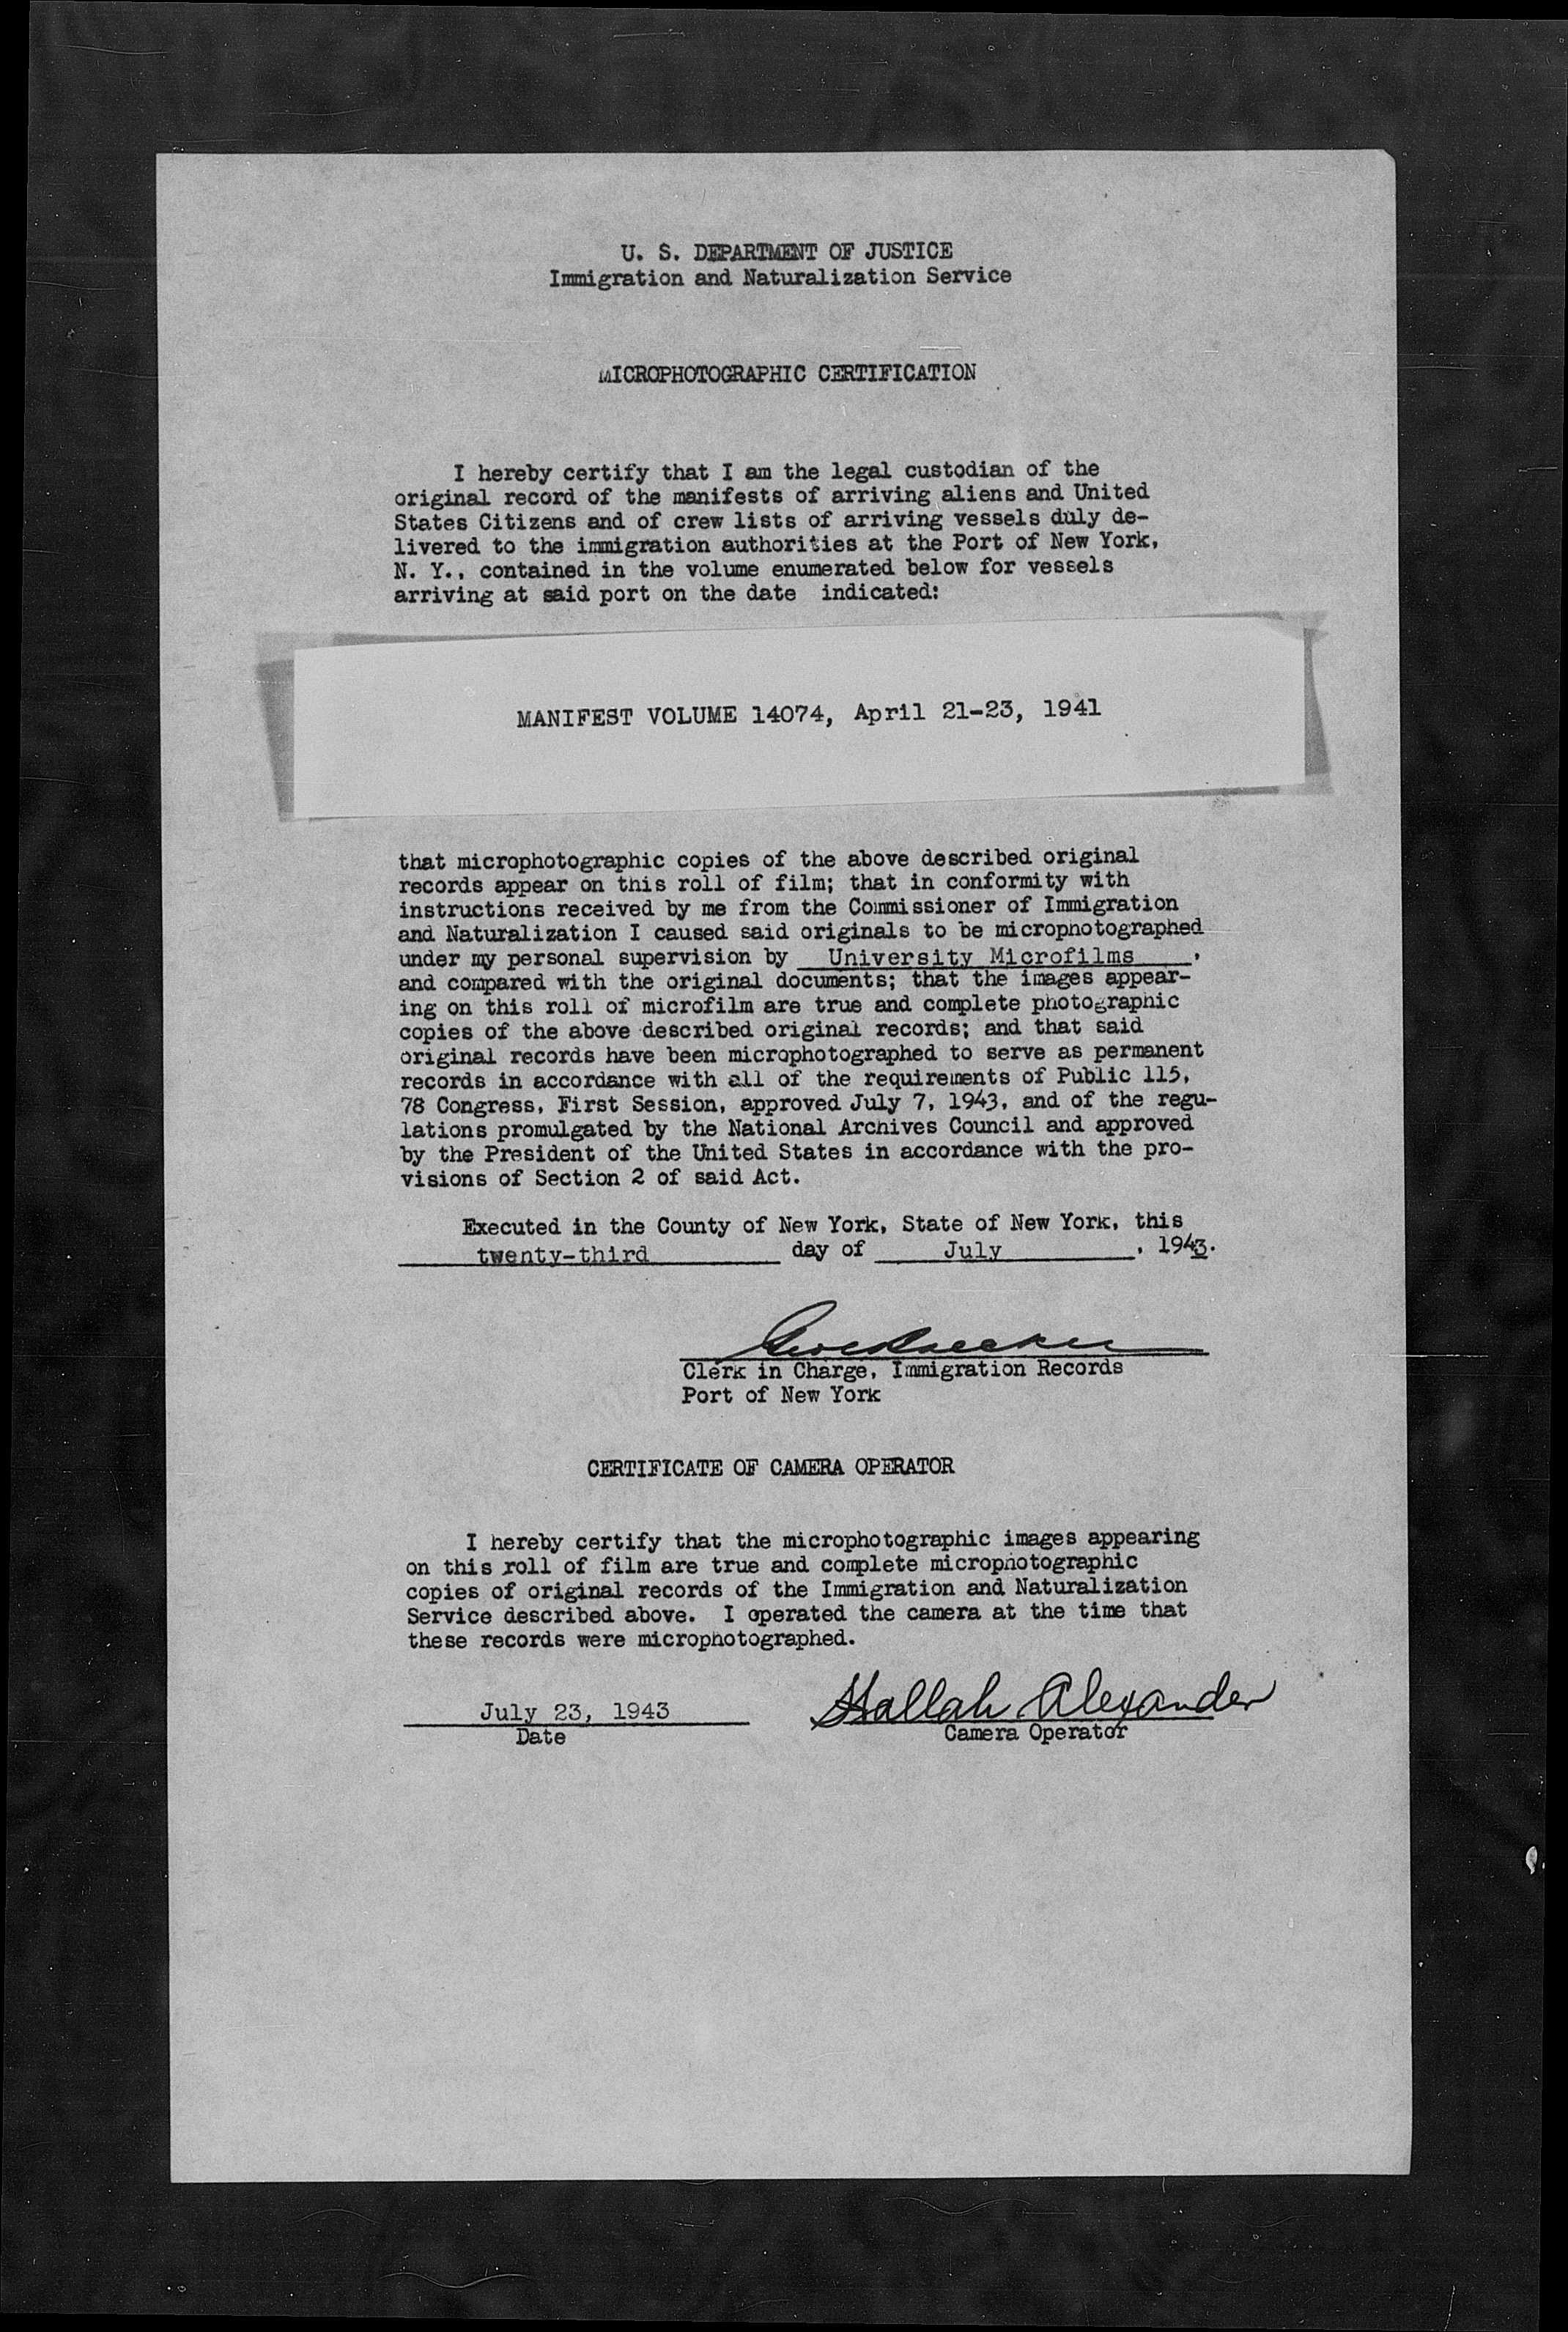 U. S. DEPARTMENT OF JUSTICE
Immigration and Naturalization Service
MICROPHOTOGRAPHIC CERTIFICATION
I hereby certify that I am the legal custodian of the
original record of the manifests of arriving aliens and United
States Citizens and of crew lists of arriving vessels duly de-
livered to the immigration authorities at the Port of New York,
N. Y., contained in the volume enumerated below for vessels
arriving at said port on the date indicated:
MANIFEST VOLUME 14074, April 21-23, 1941
that microphotographic copies of the above described original
records appear on this roll of film; that in conformity with
instructions received by me from the Commissioner of Immigration
and Naturalization I caused said originals to be microphotographed
under my personal supervision by University Microfilms,
and compared with the original documents; that the images appear-
ing on this roll of microfilm are true and complete photographic
copies of the above described original records; and that said
original records have been microphotographed to serve as permanent
records in accordance with all of the requirements of Public 115,
78 Congress, First Session, approved July 7, 1943, and of the regu-
lations promulgated by the National Archives Council and approved
by the President of the United States in accordance with the pro-
visions of Section 2 of said Act.
Executed in the County of New York, State of New York, this
twenty-third day of July, 1943.
Clerk in Charge, Immigration Records
Port of New York
CERTIFICATE OF CAMERA OPERATOR
I hereby certify that the microphotographic images appearing
on this roll of film are true and complete microphotographic
copies of original records of the Immigration and Naturalization
Service described above. I operated the camera at the time that
these records were microphotographed.
July 23, 1943 Hallah Alexander
Date Camera Operator